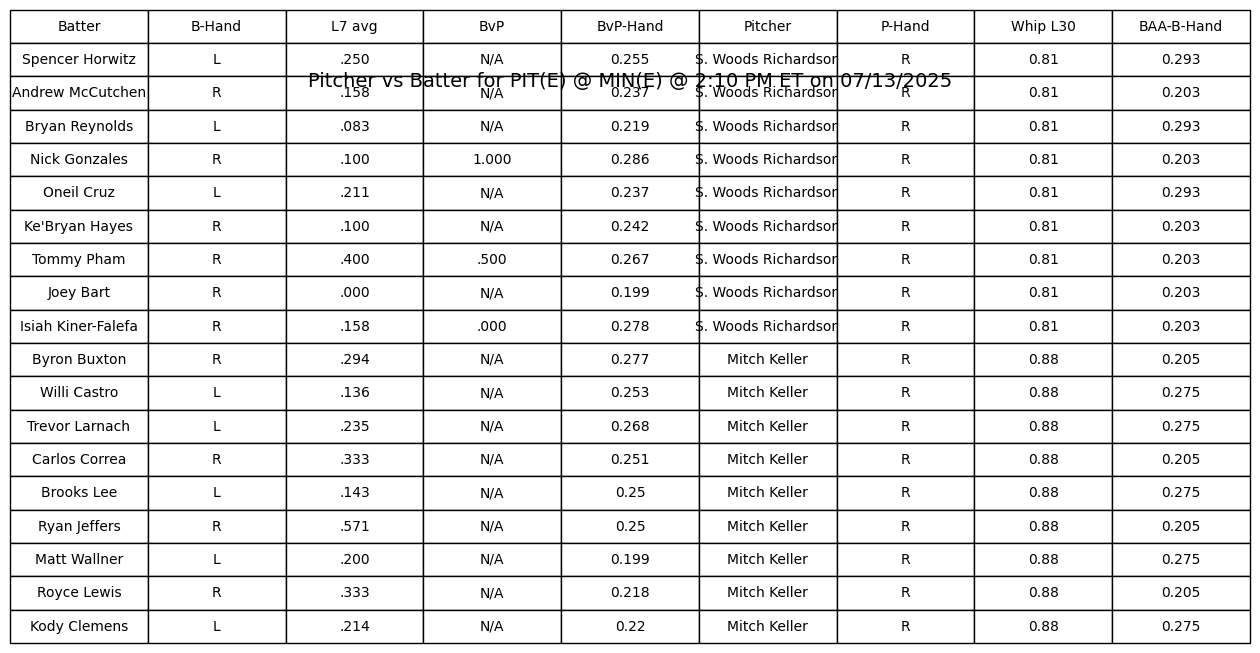 Batter B-Hand L7 avg BvP BvP-Hand Pitcher P-Hand Whip L30 BAA-B-Hand
Spencer Horwitz L .250 N/A 0.255 S. Woods Richardson R 0.81 0.293
Pitcher vs Batter for PIT(E) @ MIN(E) @ 2:10 PM ET on 07/13/2025
Andrew McCutchen R .158 N/A 0.237 S. Woods Richardson R 0.81 0.203
Bryan Reynolds L .083 N/A 0.219 S. Woods Richardson R 0.81 0.293
Nick Gonzales R .100 1.000 0.286 S. Woods Richardson R 0.81 0.203
Oneil Cruz L .211 N/A 0.237 S. Woods Richardson R 0.81 0.293
Ke'Bryan Hayes R .100 N/A 0.242 S. Woods Richardson R 0.81 0.203
Tommy Pham R .400 .500 0.267 S. Woods Richardson R 0.81 0.203
Joey Bart R .000 N/A 0.199 S. Woods Richardson R 0.81 0.203
Isiah Kiner-Falefa R .158 .000 0.278 S. Woods Richardson R 0.81 0.203
Byron Buxton R .294 N/A 0.277 Mitch Keller R 0.88 0.205
Willi Castro L .136 N/A 0.253 Mitch Keller R 0.88 0.275
Trevor Larnach L .235 N/A 0.268 Mitch Keller R 0.88 0.275
Carlos Correa R .333 N/A 0.251 Mitch Keller R 0.88 0.205
Brooks Lee L .143 N/A 0.25 Mitch Keller R 0.88 0.275
Ryan Jeffers R .571 N/A 0.25 Mitch Keller R 0.88 0.205
Matt Wallner L .200 N/A 0.199 Mitch Keller R 0.88 0.275
Royce Lewis R .333 N/A 0.218 Mitch Keller R 0.88 0.205
Kody Clemens L .214 N/A 0.22 Mitch Keller R 0.88 0.275